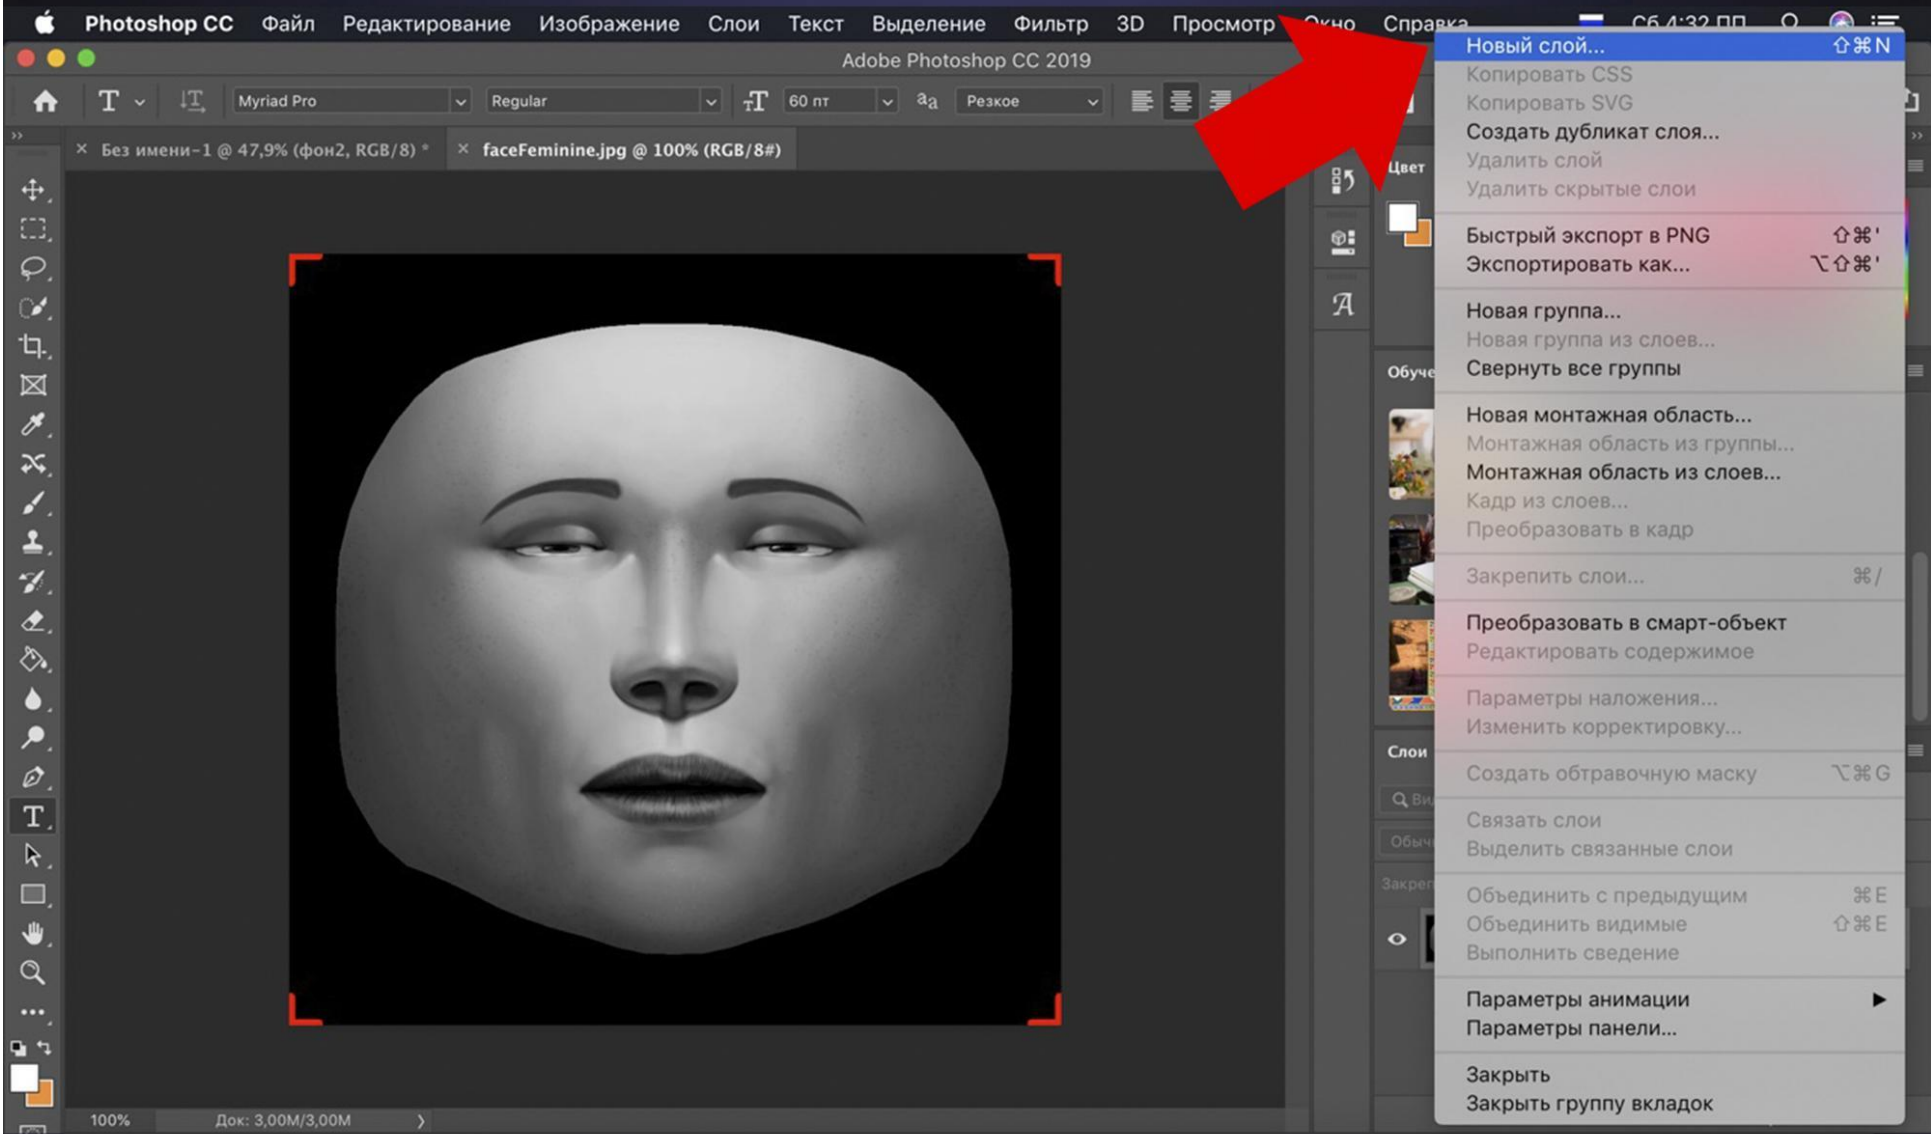 Photoshop CC Файл Редактирование Изображение Слои Текст Выделение Фильтр 3D Просмотр Окно Справка Сб 4:32 ПП
Adobe Photoshop CC 2019
Myriad Pro Regular 60 пт Резкое
× Без имени-1 @ 47,9% (фон2, RGB/8) * × faceFeminine.jpg @ 100% (RGB/8#)
Цвет
Слои
100% Док: 3,00M/3,00M
Новый слой... ⇧⌘N
Копировать CSS
Копировать SVG
Создать дубликат слоя...
Удалить слой
Удалить скрытые слои
Быстрый экспорт в PNG ⇧⌘'
Экспортировать как... ⌥⇧⌘'
Новая группа...
Новая группа из слоев...
Свернуть все группы
Новая монтажная область...
Монтажная область из группы...
Монтажная область из слоев...
Кадр из слоев...
Преобразовать в кадр
Закрепить слои... ⌘/
Преобразовать в смарт-объект
Редактировать содержимое
Параметры наложения...
Изменить корректировку...
Создать обтравочную маску ⌥⌘G
Связать слои
Выделить связанные слои
Объединить с предыдущим ⌘E
Объединить видимые ⇧⌘E
Выполнить сведение
Параметры анимации
Параметры панели...
Закрыть
Закрыть группу вкладок